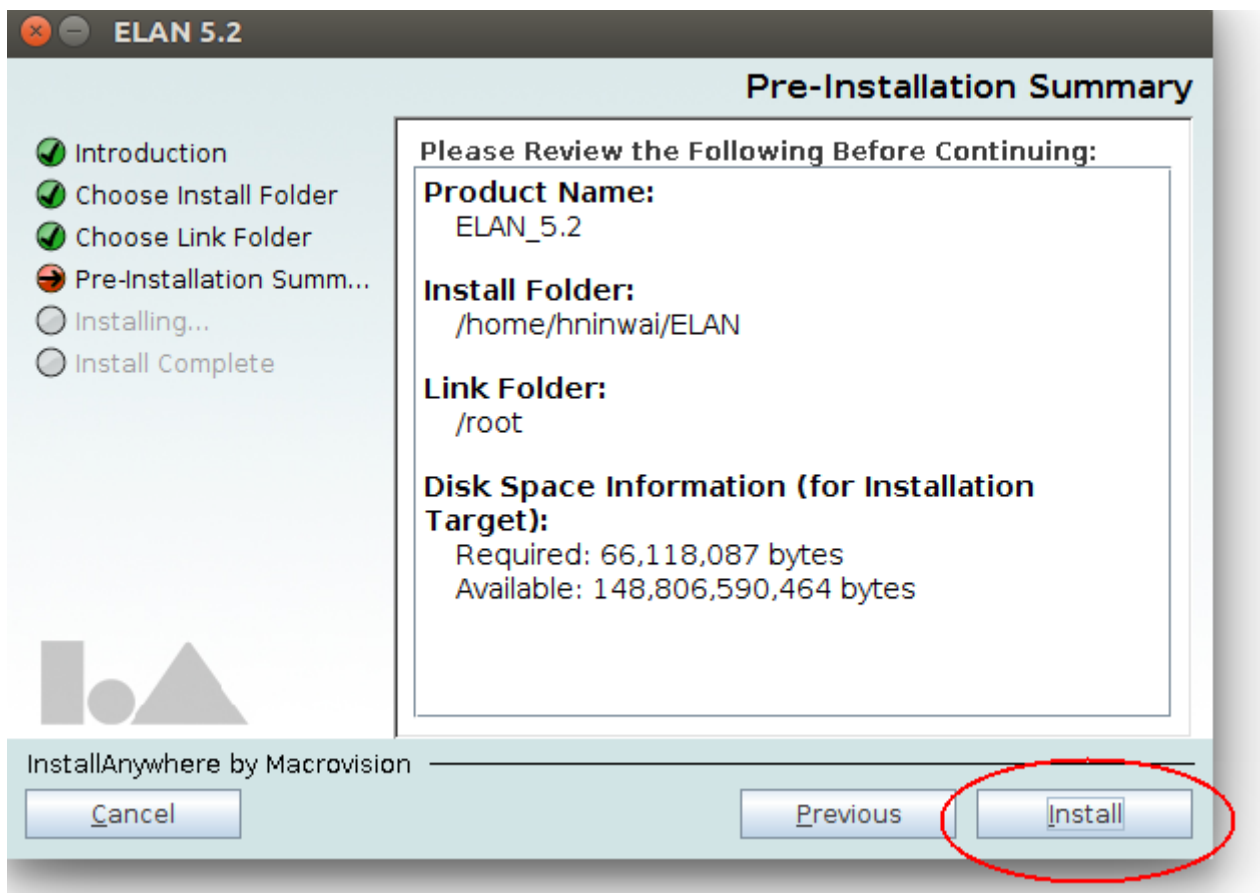 ELAN 5.2
Pre-Installation Summary
Introduction
Choose Install Folder
Choose Link Folder
Pre-Installation Summ...
Installing...
Install Complete
Please Review the Following Before Continuing:
Product Name:
ELAN_5.2
Install Folder:
/home/hninwai/ELAN
Link Folder:
/root
Disk Space Information (for Installation
Target):
Required: 66,118,087 bytes
Available: 148,806,590,464 bytes
InstallAnywhere by Macrovision
Cancel
Previous
Install